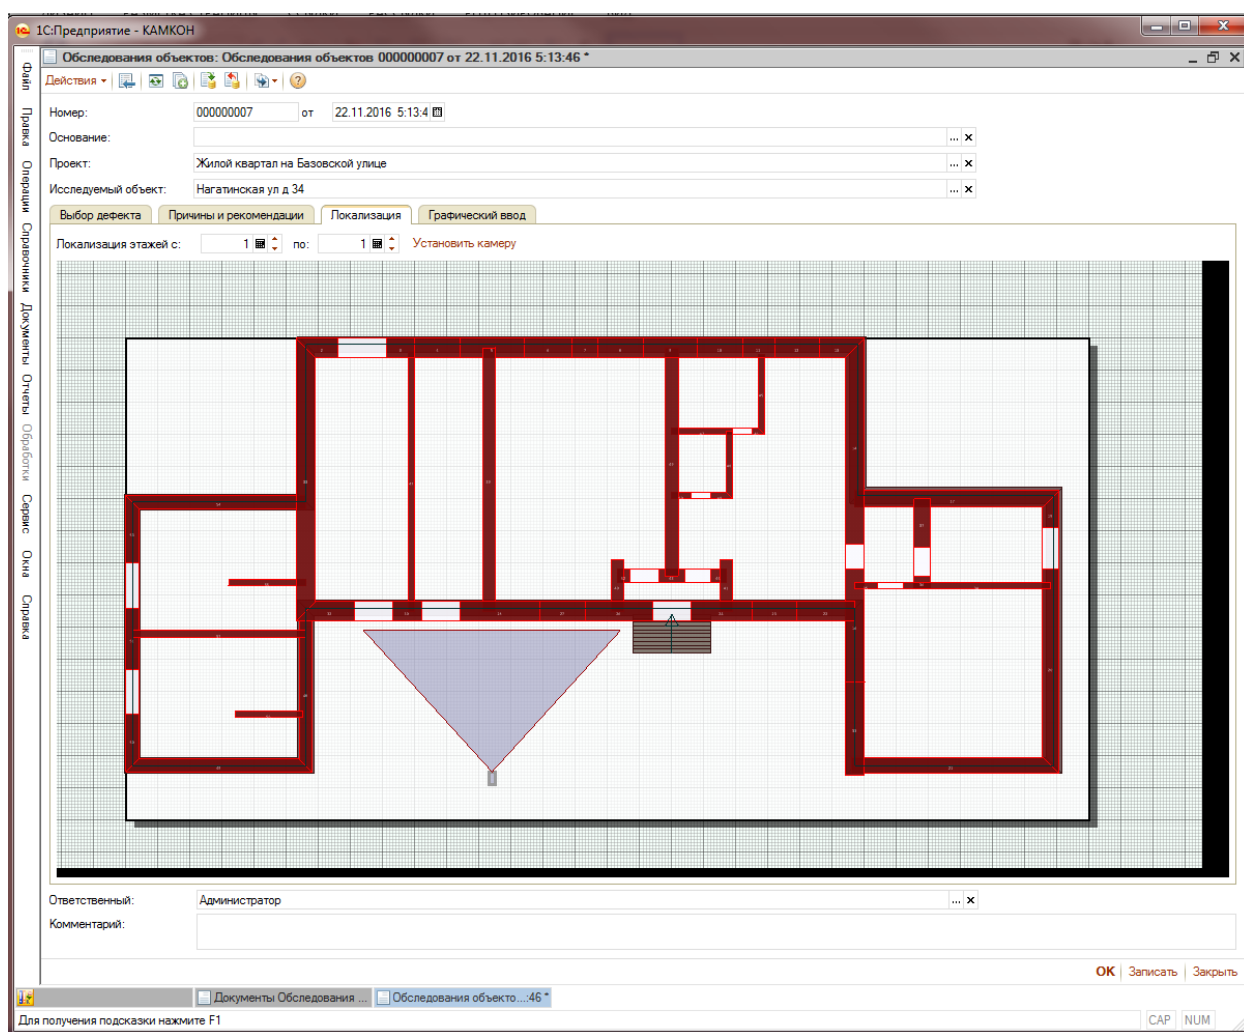 1С:Предприятие - КАМКОН
Обследования объектов: Обследования объектов 000000007 от 22.11.2016 5:13:46 *
Действия
Файл
Правка
Операции
Справочники
Документы
Отчеты
Обработки
Сервис
Окна
Справка
Номер: 000000007 от 22.11.2016 5:13:4
Основание:
Проект: Жилой квартал на Базовской улице
Исследуемый объект: Нагатинская ул д 34
Выбор дефекта Причины и рекомендации Локализация Графический ввод
Локализация этажей с: 1 по: 1 Установить камеру
Ответственный: Администратор
Комментарий:
OK Записать Закрыть
Документы Обследования ... Обследования объекто...:46 *
Для получения подсказки нажмите F1 CAP NUM